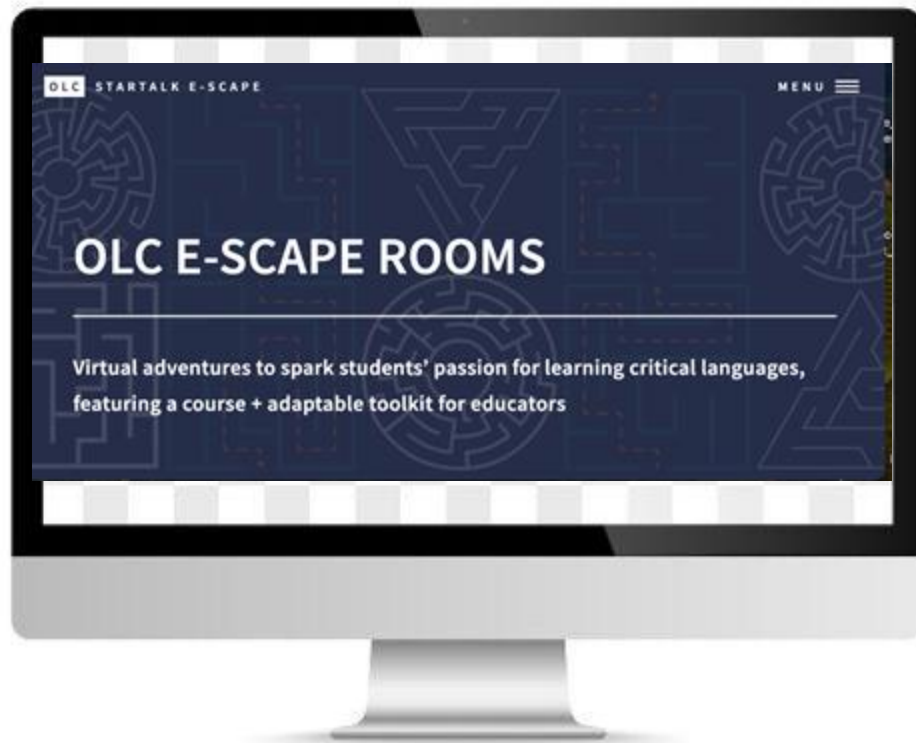 OLC STARTALK E-SCAPE
MENU
OLC E-SCAPE ROOMS
Virtual adventures to spark students' passion for learning critical languages,
featuring a course + adaptable toolkit for educators